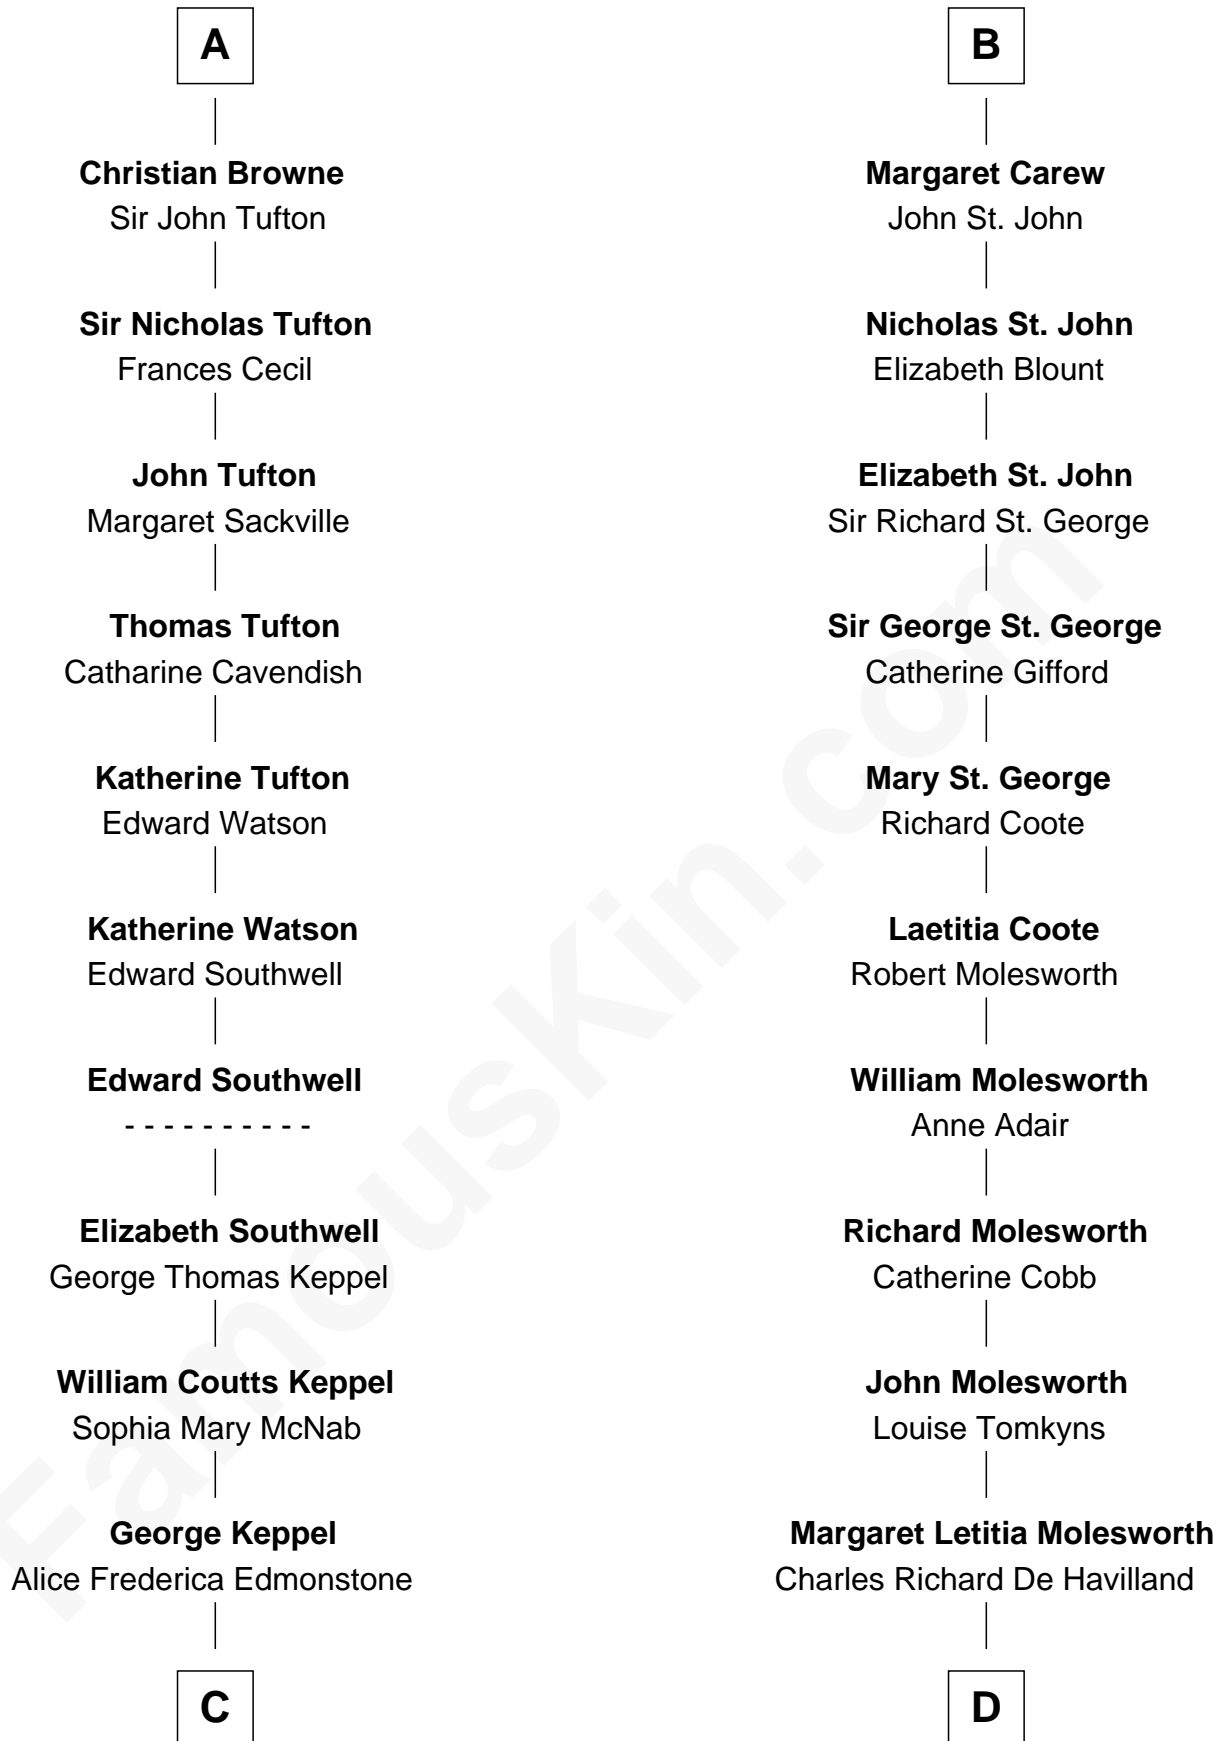 A
Christian Browne
Sir John Tufton
Sir Nicholas Tufton
Frances Cecil
John Tufton
Margaret Sackville
Thomas Tufton
Catharine Cavendish
Katherine Tufton
Edward Watson
Katherine Watson
Edward Southwell
Edward Southwell
- - - - - - - - - -
Elizabeth Southwell
George Thomas Keppel
William Coutts Keppel
Sophia Mary McNab
George Keppel
Alice Frederica Edmonstone
C
B
Margaret Carew
John St. John
Nicholas St. John
Elizabeth Blount
Elizabeth St. John
Sir Richard St. George
Sir George St. George
Catherine Gifford
Mary St. George
Richard Coote
Laetitia Coote
Robert Molesworth
William Molesworth
Anne Adair
Richard Molesworth
Catherine Cobb
John Molesworth
Louise Tomkyns
Margaret Letitia Molesworth
Charles Richard De Havilland
D
FamousKin.com